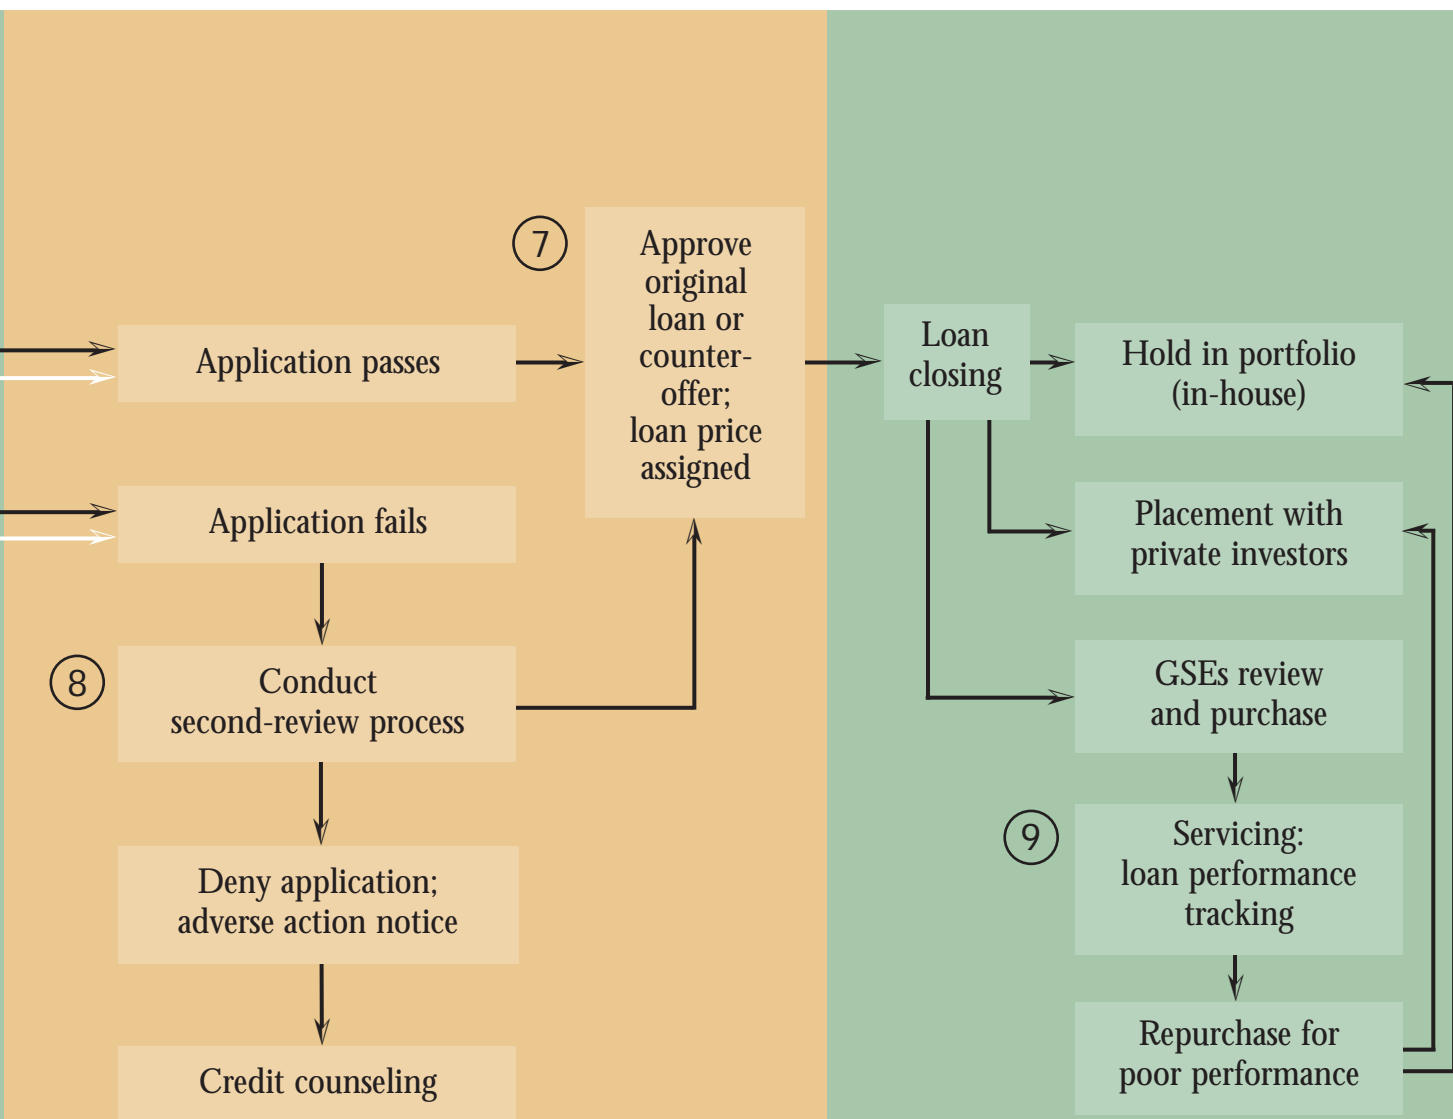 7
Approve
original
loan or
counter-
offer;
loan price
assigned
Application passes
Application fails
8
Conduct
second-review process
Deny application;
adverse action notice
Credit counseling
Loan
closing
Hold in portfolio
(in-house)
Placement with
private investors
GSEs review
and purchase
9
Servicing:
loan performance
tracking
Repurchase for
poor performance